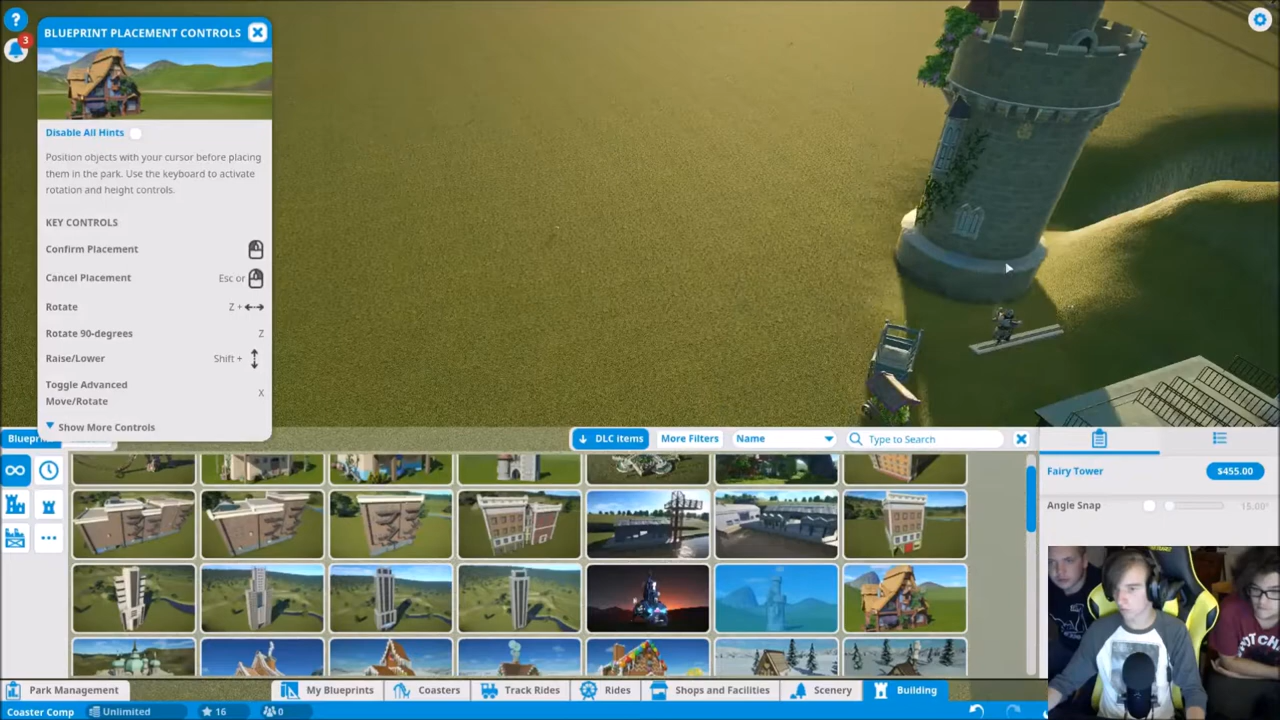 ?
3
BLUEPRINT PLACEMENT CONTROLS
Disable All Hints
Position objects with your cursor before placing
them in the park. Use the keyboard to activate
rotation and height controls.
KEY CONTROLS
Confirm Placement
Cancel Placement Esc or
Rotate Z +
Rotate 90-degrees Z
Raise/Lower Shift +
Toggle Advanced
Move/Rotate X
Show More Controls
DLC items More Filters Name Type to Search
Fairy Tower $455.00
Angle Snap 15.00°
Park Management My Blueprints Coasters Track Rides Rides Shops and Facilities Scenery Building
Coaster Comp Unlimited 16 0